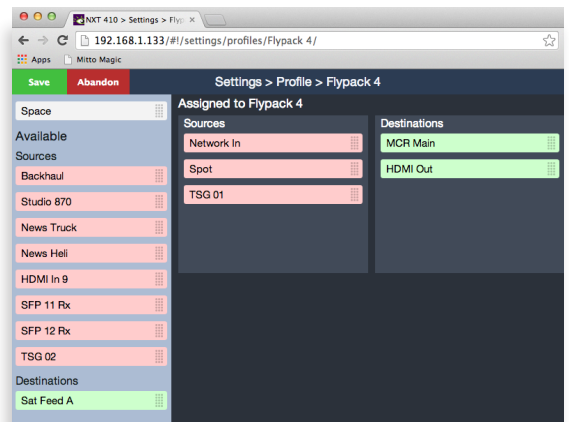 NXT 410 > Settings > Flyp
192.168.1.133/#!/settings/profiles/Flypack 4/
Apps Mitto Magic
Save Abandon Settings > Profile > Flypack 4
Space
Available
Sources
Backhaul
Studio 870
News Truck
News Heli
HDMI In 9
SFP 11 Rx
SFP 12 Rx
TSG 02
Destinations
Sat Feed A
Assigned to Flypack 4
Sources
Network In
Spot
TSG 01
Destinations
MCR Main
HDMI Out